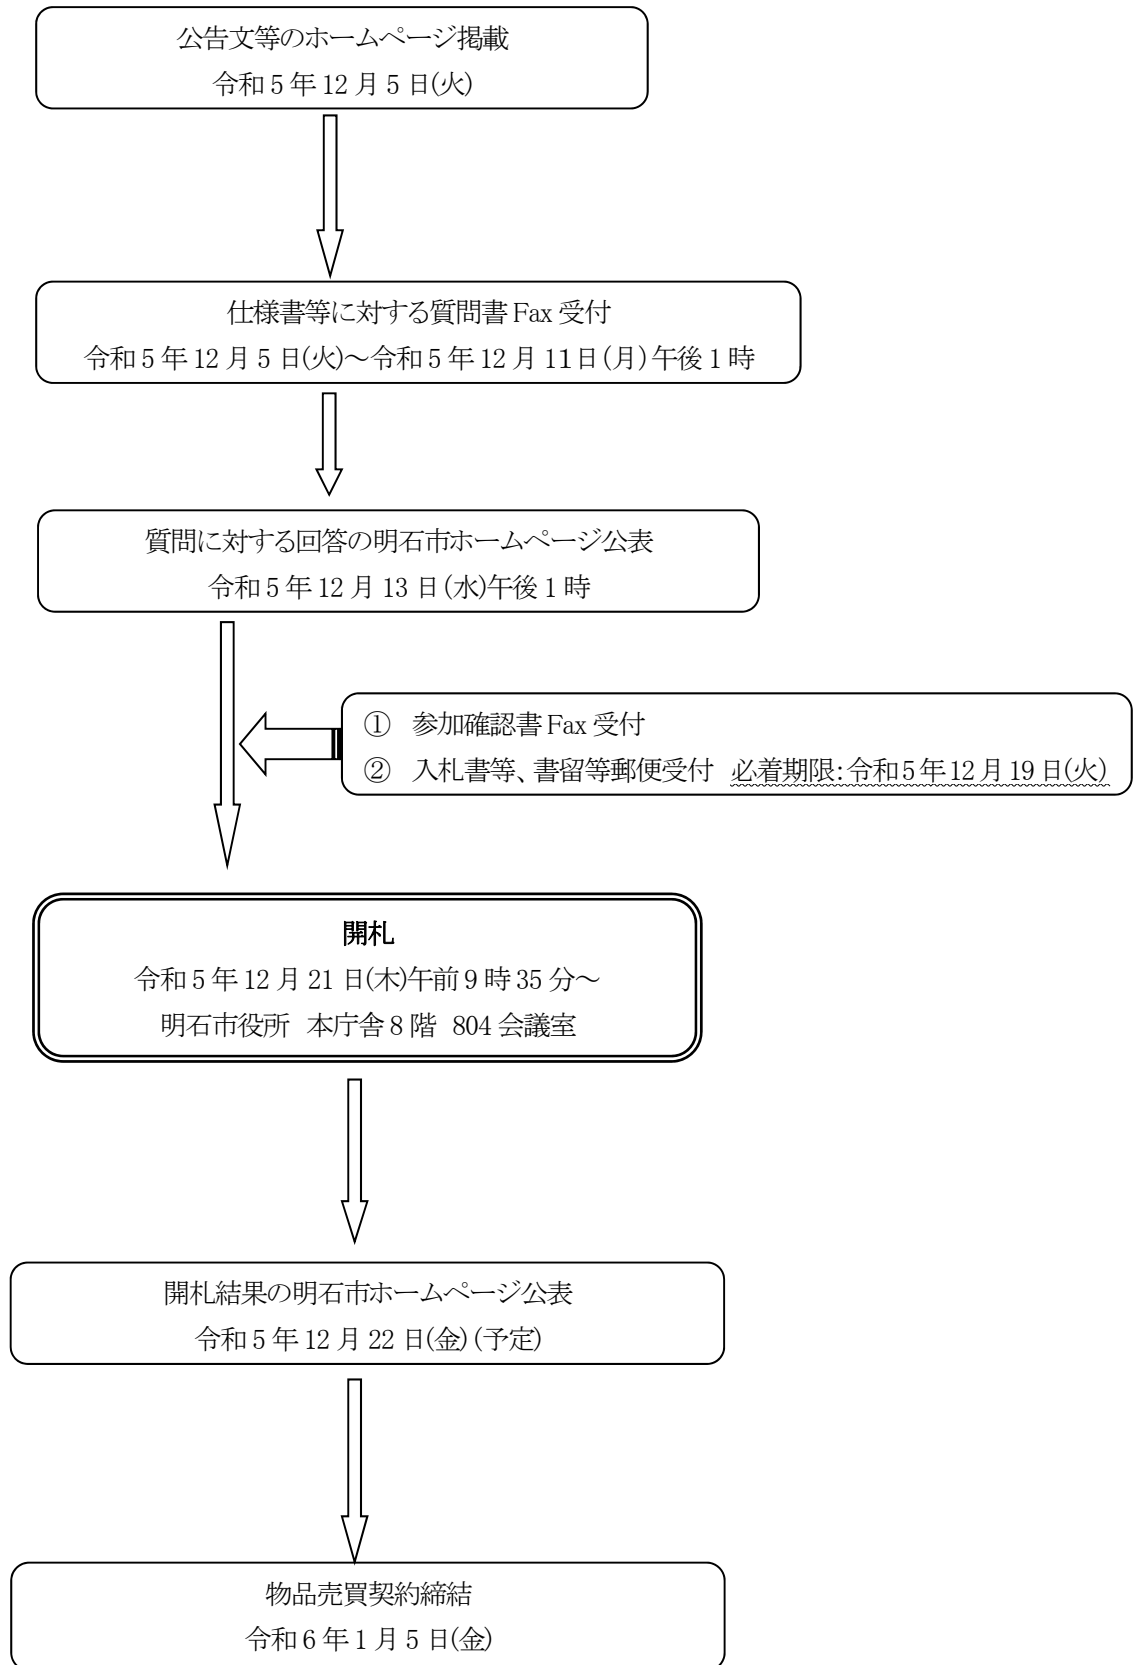 公告文等のホームページ掲載
令和5年12月5日(火)
仕様書等に対する質問書Fax受付
令和5年12月5日(火)～令和5年12月11日(月)午後1時
質問に対する回答の明石市ホームページ公表
令和5年12月13日(水)午後1時
① 参加確認書Fax受付
② 入札書等、書留等郵便受付 必着期限:令和5年12月19日(火)
開札
令和5年12月21日(木)午前9時35分～
明石市役所 本庁舎8階 804会議室
開札結果の明石市ホームページ公表
令和5年12月22日(金)(予定)
物品売買契約締結
令和6年1月5日(金)